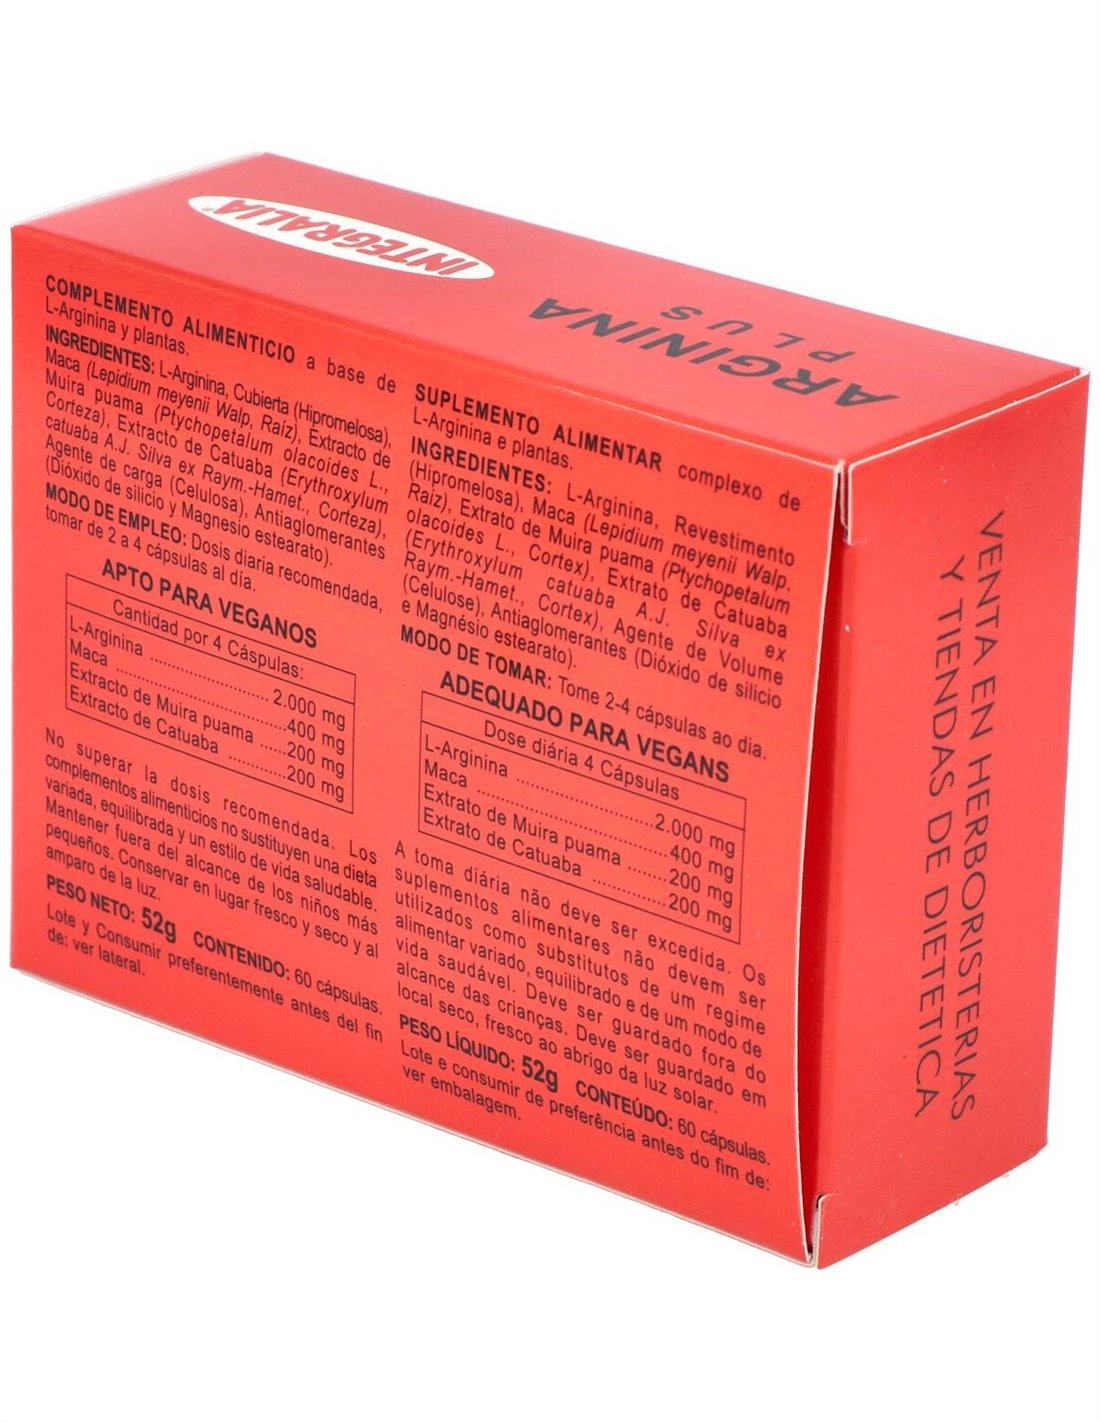 INTEGRALIA®
ARGININA
PLUS
COMPLEMENTO ALIMENTICIO a base de
L-Arginina y plantas.
INGREDIENTES: L-Arginina, Cubierta (Hipromelosa),
Maca (Lepidium meyenii Walp, Raíz), Extracto de
Muira puama (Ptychopetalum olacoides L.,
Corteza), Extracto de Catuaba (Erythroxylum
catuaba A.J. Silva ex Raym.-Hamet., Corteza),
Agente de carga (Celulosa), Antiaglomerantes
(Dióxido de silicio y Magnesio estearato).
MODO DE EMPLEO: Dosis diaria recomendada,
tomar de 2 a 4 cápsulas al día.
APTO PARA VEGANOS
Cantidad por 4 Cáspulas:
L-Arginina ........................ 2.000 mg
Maca ....................................400 mg
Extracto de Muira puama ......200 mg
Extracto de Catuaba ............200 mg
No superar la dosis recomendada. Los
complementos alimenticios no sustituyen una dieta
variada, equilibrada y un estilo de vida saludable.
Mantener fuera del alcance de los niños más
pequeños. Conservar en lugar fresco y seco y al
amparo de la luz.
PESO NETO: 52g CONTENIDO: 60 cápsulas.
Lote y Consumir preferentemente antes del fin
de: ver lateral.
SUPLEMENTO ALIMENTAR complexo de
L-Arginina e plantas.
INGREDIENTES: L-Arginina, Revestimento
(Hipromelosa), Maca (Lepidium meyenii Walp,
Raiz), Extrato de Muira puama (Ptychopetalum
olacoides L., Cortex), Extrato de Catuaba
(Erythroxylum catuaba A.J. Silva ex
Raym.-Hamet., Cortex), Agente de Volume
(Celulose), Antiaglomerantes (Dióxido de silicio
e Magnésio estearato).
MODO DE TOMAR: Tome 2-4 cápsulas ao dia.
ADEQUADO PARA VEGANS
Dose diária 4 Cápsulas
L-Arginina ...........................2.000 mg
Maca ....................................400 mg
Extrato de Muira puama ........200 mg
Extrato de Catuaba ..............200 mg
A toma diária não deve ser excedida. Os
suplementos alimentares não devem ser
utilizados como substitutos de um regime
alimentar variado, equilibrado e de um modo de
vida saudável. Deve ser guardado fora do
alcance das crianças. Deve ser guardado em
local seco, fresco ao abrigo da luz solar.
PESO LÍQUIDO: 52g CONTEÚDO: 60 cápsulas.
Lote e consumir de preferência antes do fim de:
ver embalagem.
VENTA EN HERBORISTERIAS
Y TIENDAS DE DIETETICA